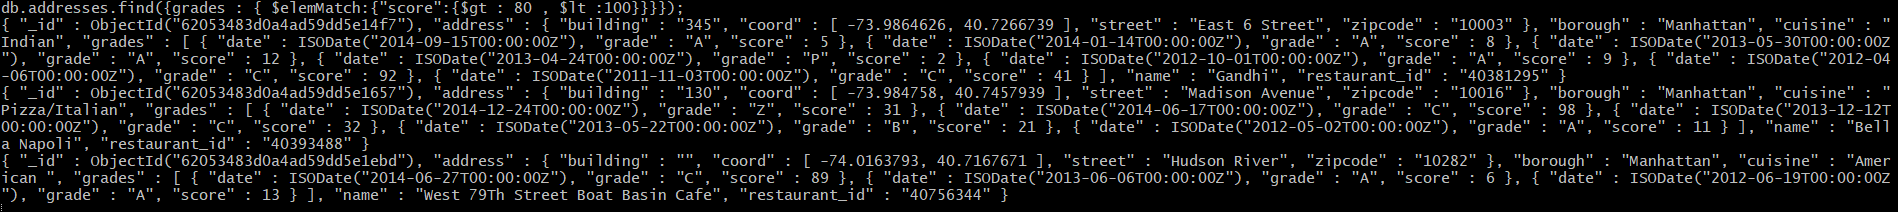 db.addresses.find({grades : { $elemMatch:{"score":{$gt : 80 , $lt :100}}}});
{ "_id" : ObjectId("62053483d0a4ad59dd5e14f7"), "address" : { "building" : "345", "coord" : [ -73.9864626, 40.7266739 ], "street" : "East 6 Street", "zipcode" : "10003" }, "borough" : "Manhattan", "cuisine" : "
Indian", "grades" : [ { "date" : ISODate("2014-09-15T00:00:00Z"), "grade" : "A", "score" : 5 }, { "date" : ISODate("2014-01-14T00:00:00Z"), "grade" : "A", "score" : 8 }, { "date" : ISODate("2013-05-30T00:00:00Z
"), "grade" : "A", "score" : 12 }, { "date" : ISODate("2013-04-24T00:00:00Z"), "grade" : "P", "score" : 2 }, { "date" : ISODate("2012-10-01T00:00:00Z"), "grade" : "A", "score" : 9 }, { "date" : ISODate("2012-04
-06T00:00:00Z"), "grade" : "C", "score" : 92 }, { "date" : ISODate("2011-11-03T00:00:00Z"), "grade" : "C", "score" : 41 } ], "name" : "Gandhi", "restaurant_id" : "40381295" }
{ "_id" : ObjectId("62053483d0a4ad59dd5e1657"), "address" : { "building" : "130", "coord" : [ -73.984758, 40.7457939 ], "street" : "Madison Avenue", "zipcode" : "10016" }, "borough" : "Manhattan", "cuisine" : "
Pizza/Italian", "grades" : [ { "date" : ISODate("2014-12-24T00:00:00Z"), "grade" : "Z", "score" : 31 }, { "date" : ISODate("2014-06-17T00:00:00Z"), "grade" : "C", "score" : 98 }, { "date" : ISODate("2013-12-12T
00:00:00Z"), "grade" : "C", "score" : 32 }, { "date" : ISODate("2013-05-22T00:00:00Z"), "grade" : "B", "score" : 21 }, { "date" : ISODate("2012-05-02T00:00:00Z"), "grade" : "A", "score" : 11 } ], "name" : "Bell
a Napoli", "restaurant_id" : "40393488" }
{ "_id" : ObjectId("62053483d0a4ad59dd5e1ebd"), "address" : { "building" : "", "coord" : [ -74.0163793, 40.7167671 ], "street" : "Hudson River", "zipcode" : "10282" }, "borough" : "Manhattan", "cuisine" : "Amer
ican ", "grades" : [ { "date" : ISODate("2014-06-27T00:00:00Z"), "grade" : "C", "score" : 89 }, { "date" : ISODate("2013-06-06T00:00:00Z"), "grade" : "A", "score" : 6 }, { "date" : ISODate("2012-06-19T00:00:00Z
"), "grade" : "A", "score" : 13 } ], "name" : "West 79Th Street Boat Basin Cafe", "restaurant_id" : "40756344" }